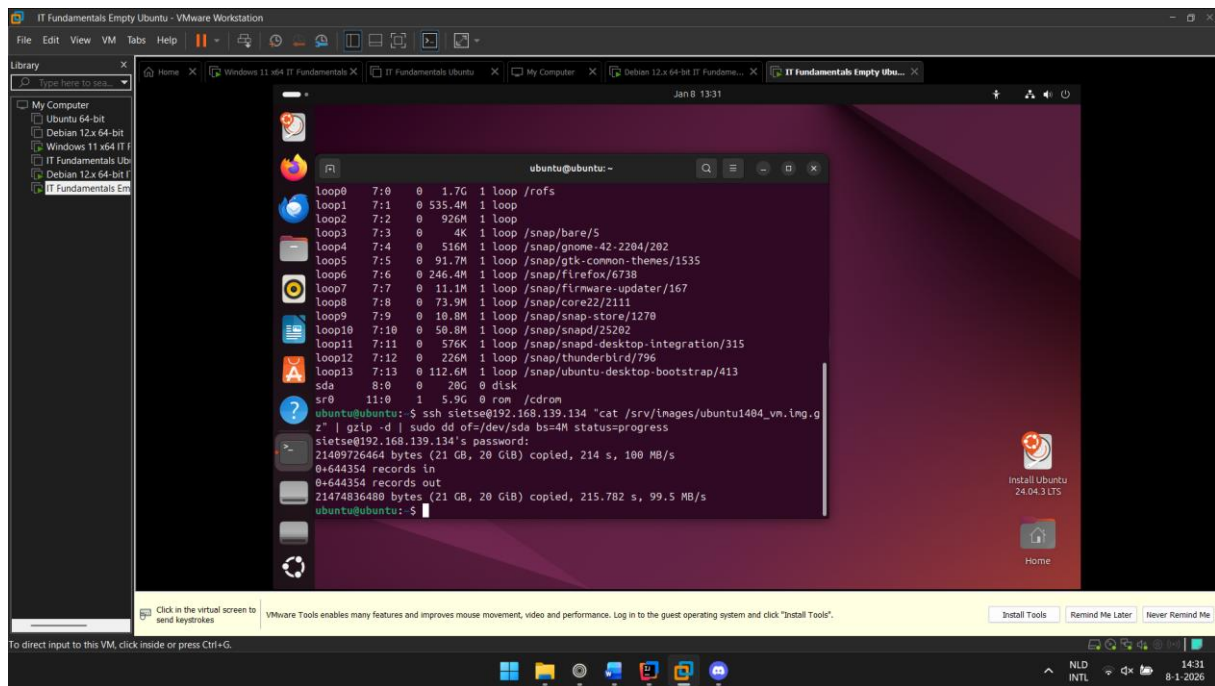 IT Fundamentals Empty Ubuntu - VMware Workstation
File Edit View VM Tabs Help
Library
Type here to sea...
My Computer
Ubuntu 64-bit
Debian 12.x 64-bit
Windows 11 x64 IT F
IT Fundamentals Ub
Debian 12.x 64-bit I
IT Fundamentals Em
Home
Windows 11 x64 IT Fundamentals
IT Fundamentals Ubuntu
My Computer
Debian 12.x 64-bit IT Fundame...
IT Fundamentals Empty Ubu...
Jan 8 13:31
ubuntu@ubuntu: ~
loop0 7:0 0 1.7G 1 loop /rofs
loop1 7:1 0 535.4M 1 loop
loop2 7:2 0 926M 1 loop
loop3 7:3 0 4K 1 loop /snap/bare/5
loop4 7:4 0 516M 1 loop /snap/gnome-42-2204/202
loop5 7:5 0 91.7M 1 loop /snap/gtk-common-themes/1535
loop6 7:6 0 246.4M 1 loop /snap/firefox/6738
loop7 7:7 0 11.1M 1 loop /snap/firmware-updater/167
loop8 7:8 0 73.9M 1 loop /snap/core22/2111
loop9 7:9 0 10.8M 1 loop /snap/snap-store/1270
loop10 7:10 0 50.8M 1 loop /snap/snapd/25202
loop11 7:11 0 576K 1 loop /snap/snapd-desktop-integration/315
loop12 7:12 0 226M 1 loop /snap/thunderbird/796
loop13 7:13 0 112.6M 1 loop /snap/ubuntu-desktop-bootstrap/413
sda 8:0 0 20G 0 disk
sr0 11:0 1 5.9G 0 rom /cdrom
ubuntu@ubuntu:~$ ssh sietse@192.168.139.134 "cat /srv/images/ubuntu1404_vm.img.g
z" | gzip -d | sudo dd of=/dev/sda bs=4M status=progress
sietse@192.168.139.134's password:
21409726464 bytes (21 GB, 20 GiB) copied, 214 s, 100 MB/s
0+644354 records in
0+644354 records out
21474836480 bytes (21 GB, 20 GiB) copied, 215.782 s, 99.5 MB/s
ubuntu@ubuntu:~$
Install Ubuntu
24.04.3 LTS
Home
Click in the virtual screen to
send keystrokes
VMware Tools enables many features and improves mouse movement, video and performance. Log in to the guest operating system and click "Install Tools".
Install Tools
Remind Me Later
Never Remind Me
To direct input to this VM, click inside or press Ctrl+G.
NLD
INTL
14:31
8-1-2026